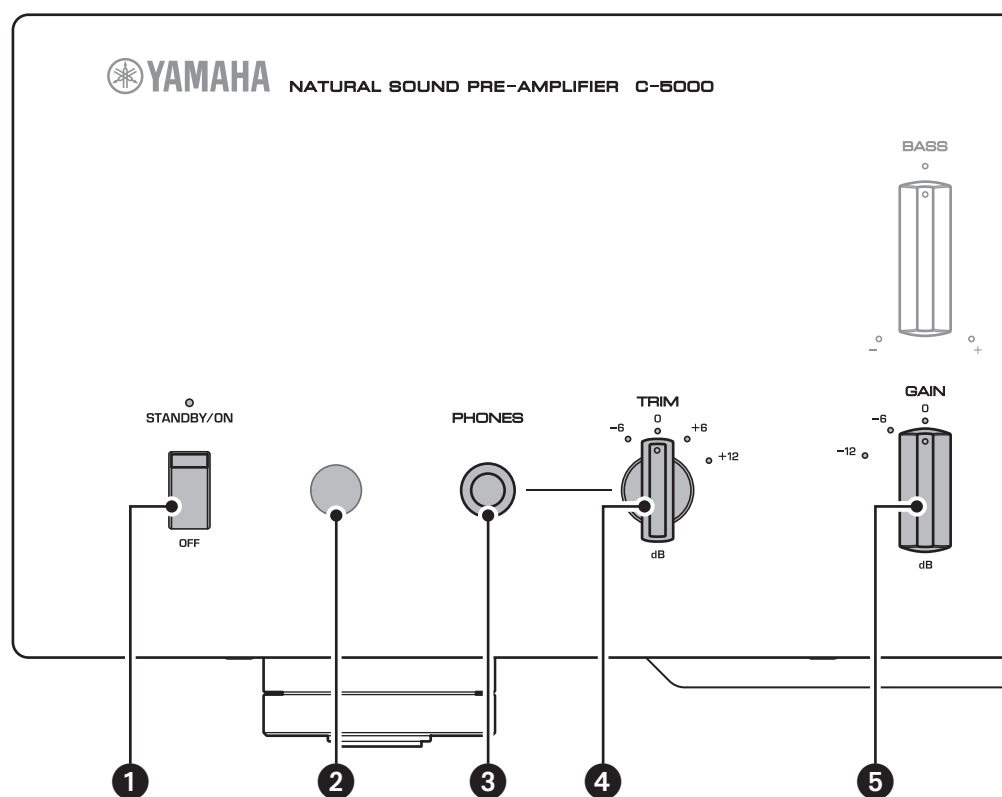 YAMAHA NATURAL SOUND PRE-AMPLIFIER C-5000
BASS
- +
STANDBY/ON
OFF
PHONES
TRIM
-6 0 +6 +12
dB
GAIN
-12 -6 0
dB
1 2 3 4 5